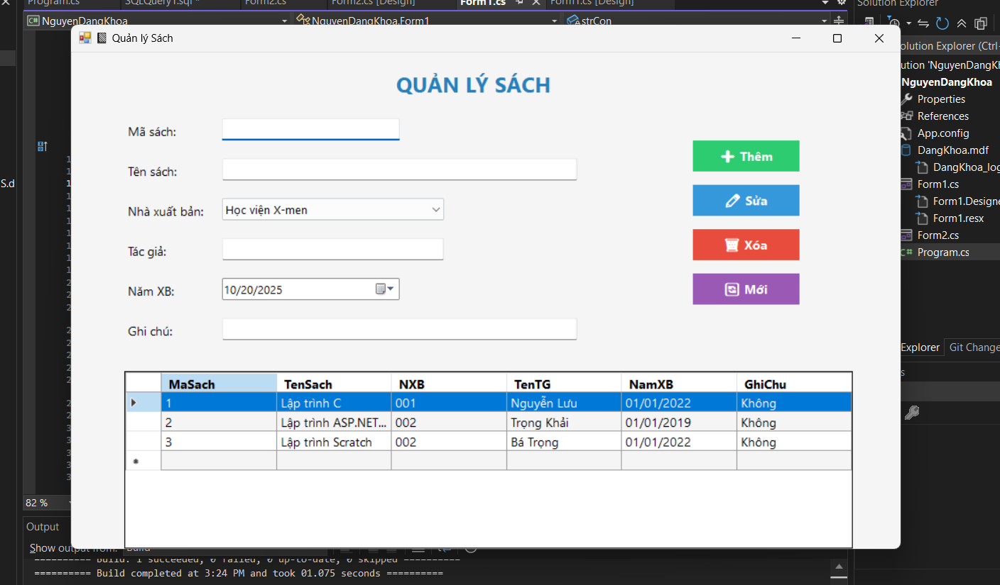 Program.cs SQLQuery1.sql * Form2.cs Form2.cs [Design] Form1.cs Form1.cs [Design] Solution Explorer
C# NguyenDangKhoa NguyenDangKhoa.Form1 strCon
Quản lý Sách
olution Explorer (Ctrl-
QUẢN LÝ SÁCH
ution 'NguyenDangKh
NguyenDangKhoa
Properties
References
App.config
DangKhoa.mdf
DangKhoa_log
Form1.cs
Form1.Designe
Form1.resx
Form2.cs
C# Program.cs
S.d
Mã sách:
Tên sách:
Nhà xuất bản: Học viện X-men
Tác giả:
Năm XB: 10/20/2025
Ghi chú:
Thêm
Sửa
Xóa
Mới
Explorer Git Change
MaSach TenSach NXB TenTG NamXB GhiChu
1 Lập trình C 001 Nguyễn Lưu 01/01/2022 Không
2 Lập trình ASP.NET... 002 Trọng Khải 01/01/2019 Không
3 Lập trình Scratch 002 Bá Trọng 01/01/2022 Không
82 %
Output
Show output from: Build
========== Build: 1 succeeded, 0 failed, 0 up-to-date, 0 skipped ==========
========== Build completed at 3:24 PM and took 01.075 seconds ==========